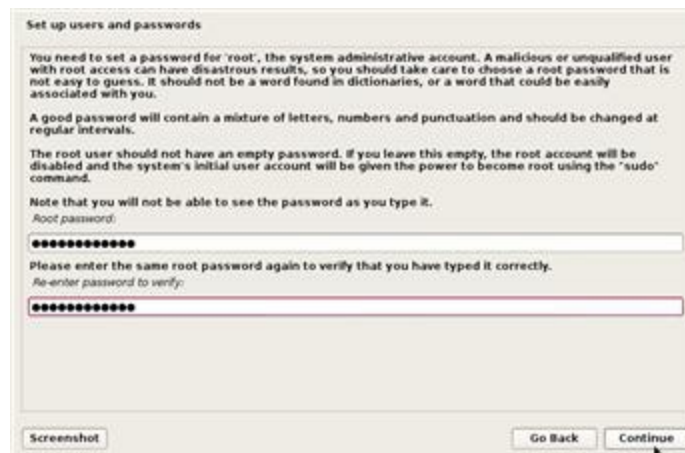 Set up users and passwords
You need to set a password for 'root', the system administrative account. A malicious or unqualified user
with root access can have disastrous results, so you should take care to choose a root password that is
not easy to guess. It should not be a word found in dictionaries, or a word that could be easily
associated with you.
A good password will contain a mixture of letters, numbers and punctuation and should be changed at
regular intervals.
The root user should not have an empty password. If you leave this empty, the root account will be
disabled and the system's initial user account will be given the power to become root using the "sudo"
command.
Note that you will not be able to see the password as you type it.
Root password:
●●●●●●●●●●●●
Please enter the same root password again to verify that you have typed it correctly.
Re-enter password to verify:
●●●●●●●●●●●●
Screenshot
Go Back
Continue